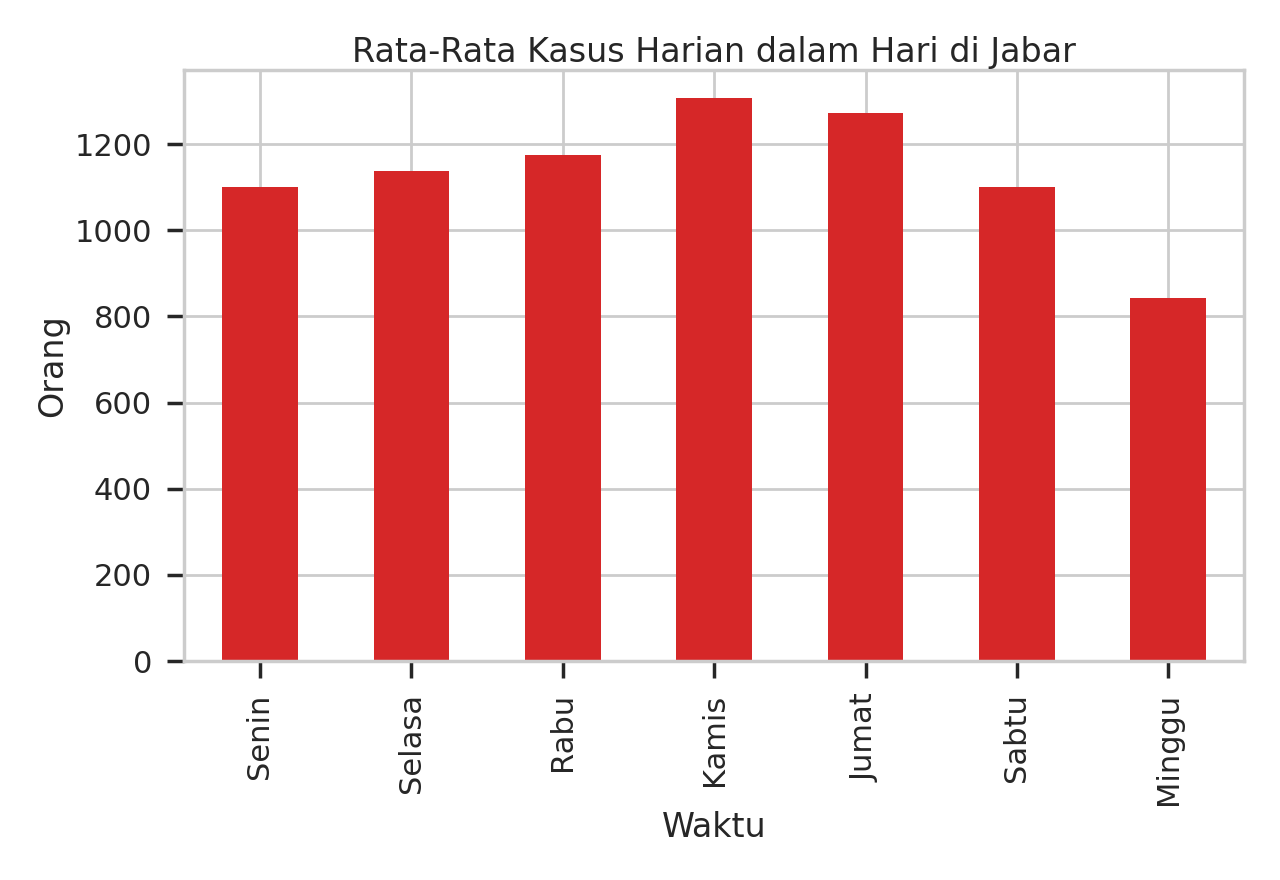 Rata-Rata Kasus Harian dalam Hari di Jabar
1200
1000
800
600
400
200
0
Orang
Senin
Selasa
Rabu
Kamis
Jumat
Sabtu
Minggu
Waktu